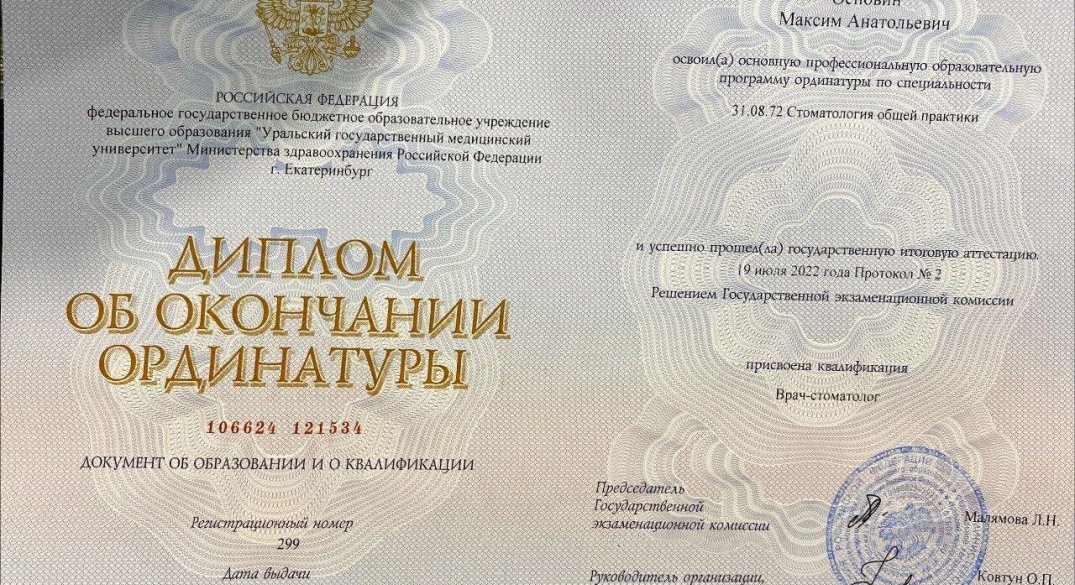 РОССИЙСКАЯ ФЕДЕРАЦИЯ
федеральное государственное бюджетное образовательное учреждение
высшего образования "Уральский государственный медицинский
университет" Министерства здравоохранения Российской Федерации
г. Екатеринбург
ДИПЛОМ
ОБ ОКОНЧАНИИ
ОРДИНАТУРЫ
106624 121534
ДОКУМЕНТ ОБ ОБРАЗОВАНИИ И О КВАЛИФИКАЦИИ
Регистрационный номер
299
Дата выдачи
Максим Анатольевич
освоил(а) основную профессиональную образовательную
программу ординатуры по специальности
31.08.72 Стоматология общей практики
и успешно прошел(ла) государственную итоговую аттестацию.
19 июля 2022 года Протокол № 2
Решением Государственной экзаменационной комиссии
присвоена квалификация
Врач-стоматолог
Председатель
Государственной
экзаменационной комиссии
Малямова Л.Н.
Руководитель организации,
Ковтун О.П.